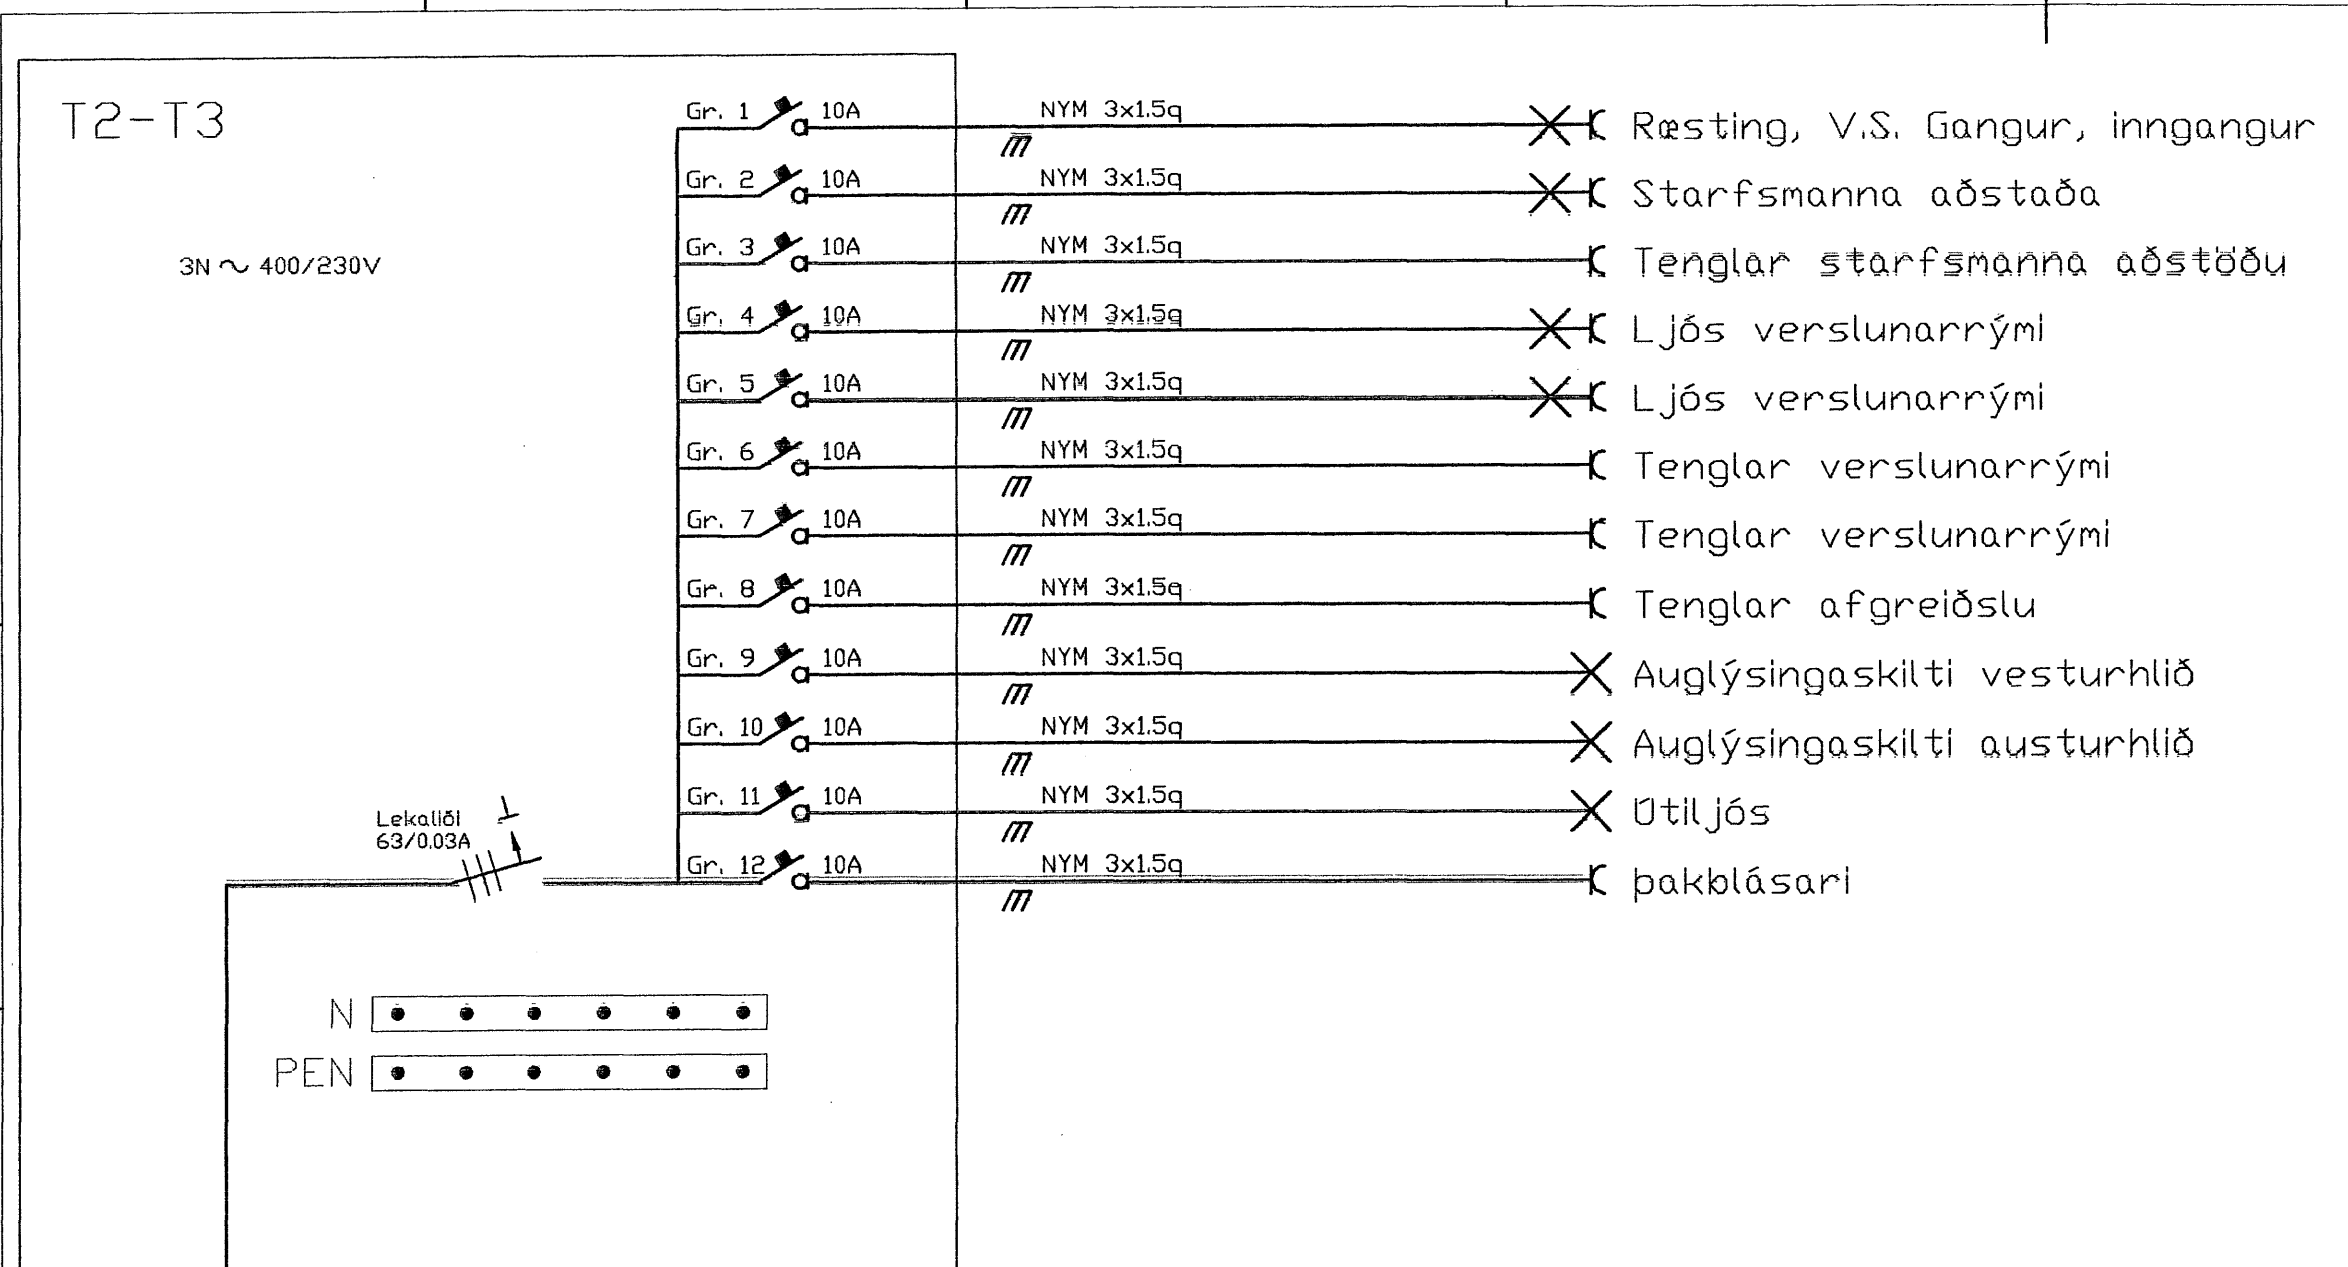 T2-T3
3N ~ 400/230V
Gr. 1 10A NYM 3x1.5q Ræsting, V.S. Gangur, inngangur
Gr. 2 10A NYM 3x1.5q Starfsmanna aðstaða
Gr. 3 10A NYM 3x1.5q Tenglar starfsmanna aðstöðu
Gr. 4 10A NYM 3x1.5q Ljós verslunarrými
Gr. 5 10A NYM 3x1.5q Ljós verslunarrými
Gr. 6 10A NYM 3x1.5q Tenglar verslunarrými
Gr. 7 10A NYM 3x1.5q Tenglar verslunarrými
Gr. 8 10A NYM 3x1.5q Tenglar afgreiðslu
Gr. 9 10A NYM 3x1.5q Auglýsingaskilti vesturhlið
Gr. 10 10A NYM 3x1.5q Auglýsingaskilti austurhlið
Gr. 11 10A NYM 3x1.5q Útiljós
Gr. 12 10A NYM 3x1.5q þakblásari
Lekaliði
63/0.03A
N
PEN